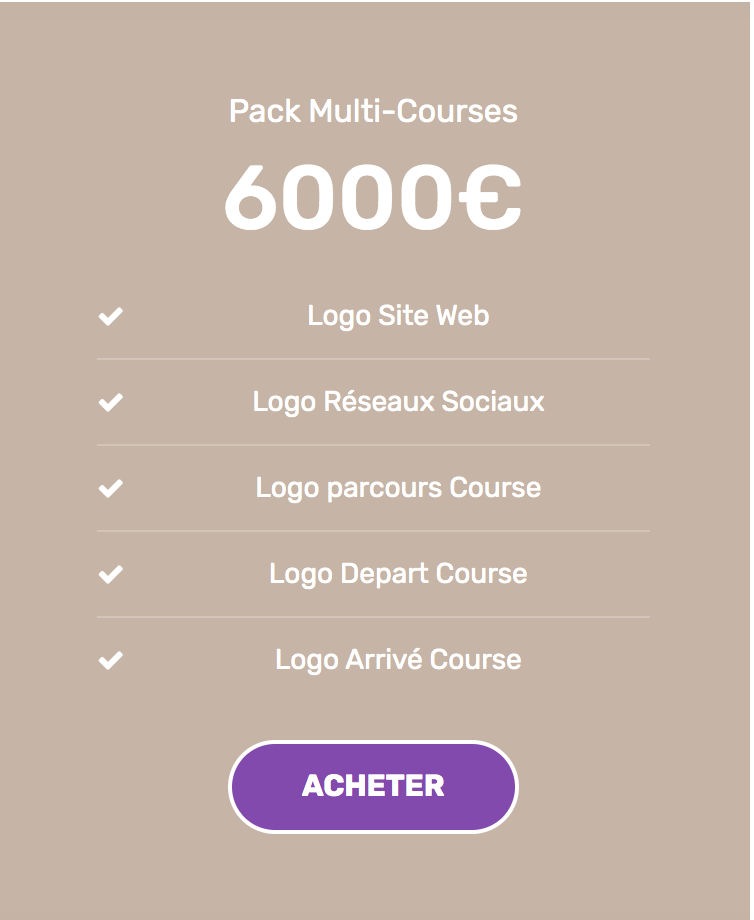 Pack Multi-Courses
6000€
Logo Site Web
Logo Réseaux Sociaux
Logo parcours Course
Logo Depart Course
Logo Arrivé Course
ACHETER